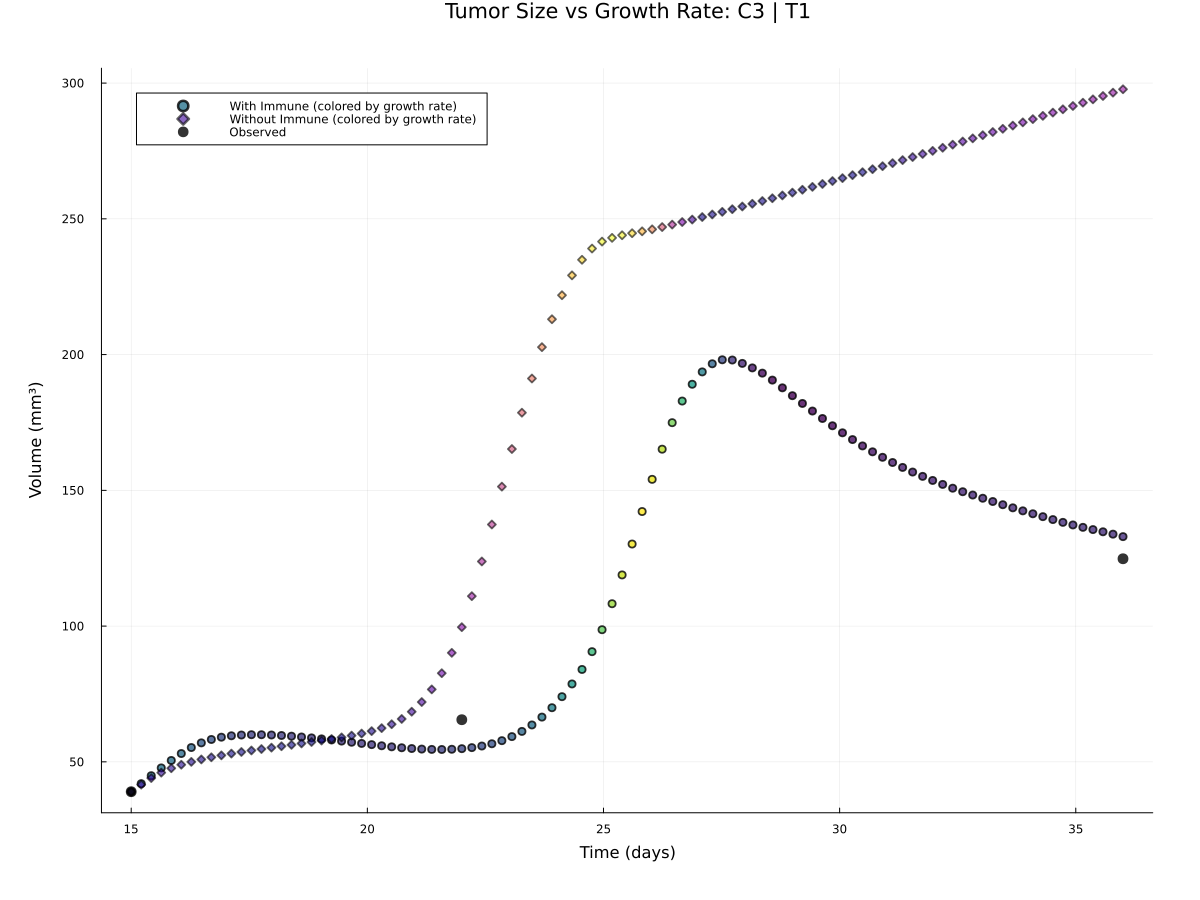 Tumor Size vs Growth Rate: C3 | T1
With Immune (colored by growth rate)
Without Immune (colored by growth rate)
Observed
300
250
200
150
100
50
Volume (mm³)
15 20 25 30 35
Time (days)